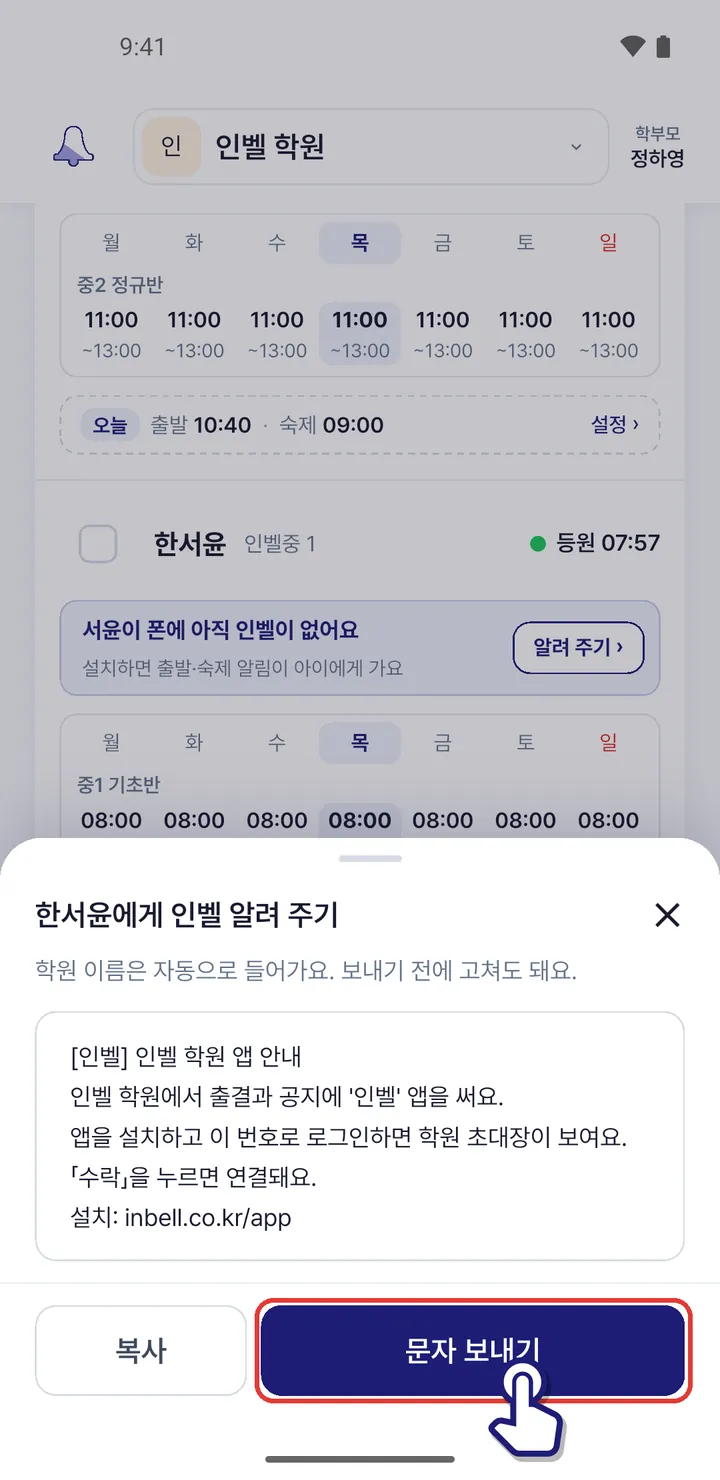 9:41
인 인벨 학원
학부모
정하영
월 화 수 목 금 토 일
중2 정규반
11:00 11:00 11:00 11:00 11:00 11:00 11:00
~13:00 ~13:00 ~13:00 ~13:00 ~13:00 ~13:00 ~13:00
오늘 출발 10:40 · 숙제 09:00 설정 ›
한서윤 인벨중 1 등원 07:57
서윤이 폰에 아직 인벨이 없어요
설치하면 출발·숙제 알림이 아이에게 가요
알려 주기 ›
월 화 수 목 금 토 일
중1 기초반
08:00 08:00 08:00 08:00 08:00 08:00 08:00
한서윤에게 인벨 알려 주기
학원 이름은 자동으로 들어가요. 보내기 전에 고쳐도 돼요.
[인벨] 인벨 학원 앱 안내
인벨 학원에서 출결과 공지에 '인벨' 앱을 써요.
앱을 설치하고 이 번호로 로그인하면 학원 초대장이 보여요.
「수락」을 누르면 연결돼요.
설치: inbell.co.kr/app
복사 문자 보내기